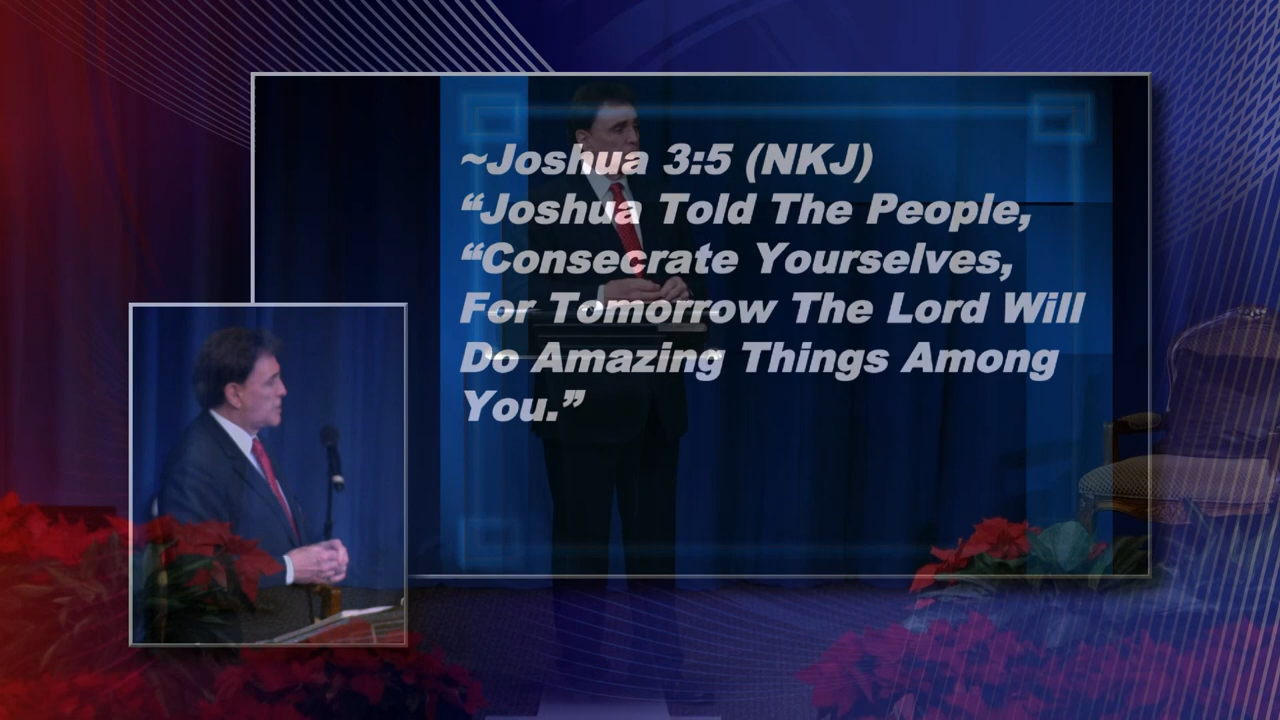 ~Joshua 3:5 (NKJ)
“Joshua Told The People,
“Consecrate Yourselves,
For Tomorrow The Lord Will
Do Amazing Things Among
You.”